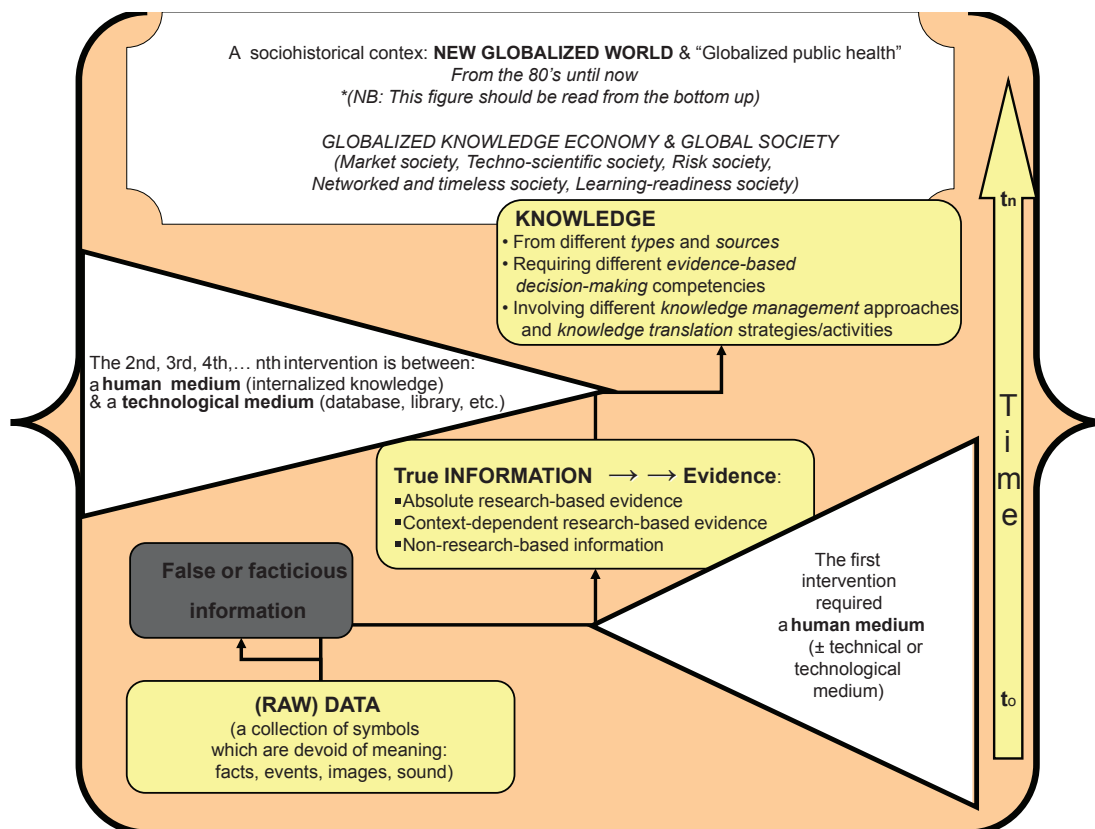 A sociohistorical contex: NEW GLOBALIZED WORLD & “Globalized public health”
From the 80’s until now
*(NB: This figure should be read from the bottom up)
GLOBALIZED KNOWLEDGE ECONOMY & GLOBAL SOCIETY
(Market society, Techno-scientific society, Risk society,
Networked and timeless society, Learning-readiness society)
KNOWLEDGE
• From different types and sources
• Requiring different evidence-based
decision-making competencies
• Involving different knowledge management approaches
and knowledge translation strategies/activities
The 2nd, 3rd, 4th,… nth intervention is between:
a human medium (internalized knowledge)
& a technological medium (database, library, etc.)
True INFORMATION → → Evidence:
▪Absolute research-based evidence
▪Context-dependent research-based evidence
▪Non-research-based information
False or facticious
information
(RAW) DATA
(a collection of symbols
which are devoid of meaning:
facts, events, images, sound)
The first
intervention
required
a human medium
(± technical or
technological
medium)
tn
Time
to